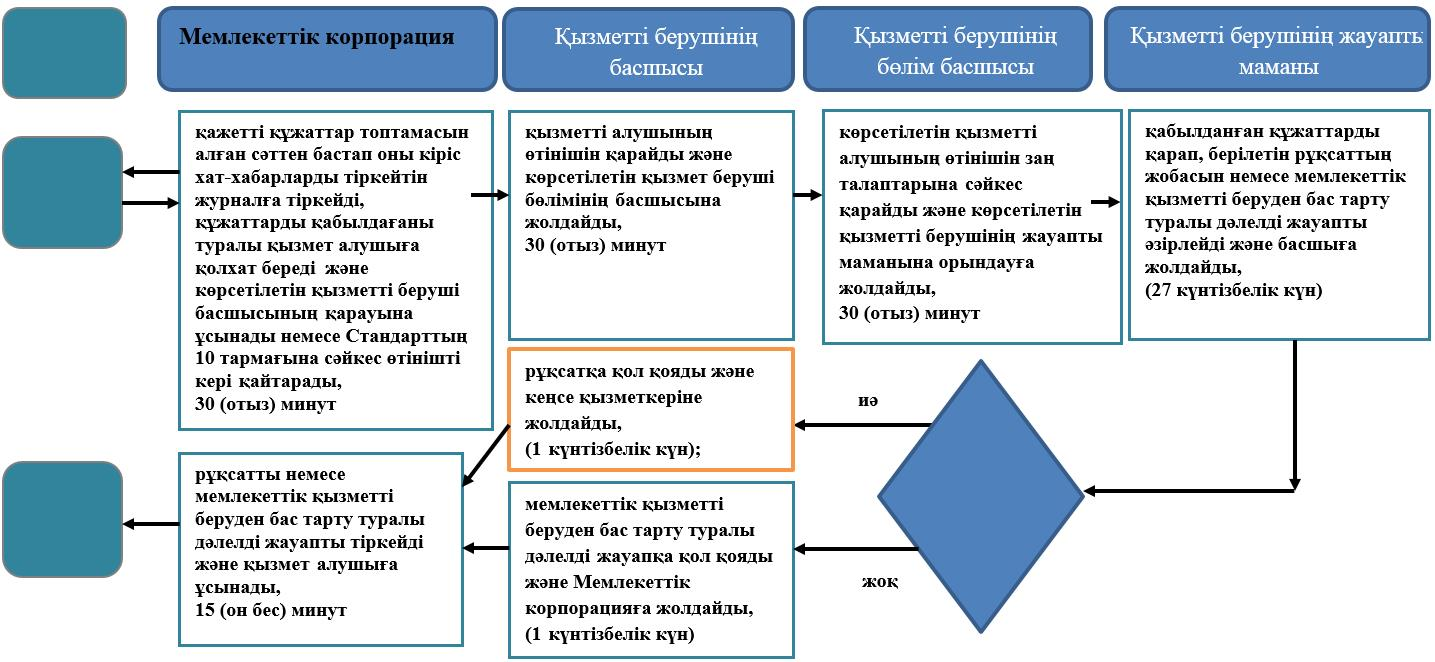 Мемлекеттік корпорация
Қызметті берушінің
басшысы
Қызметті берушінің
бөлім басшысы
Қызметті берушінің жауапты
маманы
қажетті құжаттар топтамасын
алған сәттен бастап оны кіріс
хат-хабарларды тіркейтін
журналға тіркейді,
құжаттарды қабылдағаны
туралы қызмет алушыға
қолхат береді және
көрсетілетін қызметті беруші
басшысының қарауына
ұсынады немесе Стандарттың
10 тармағына сәйкес өтінішті
кері қайтарады,
30 (отыз) минут
қызметті алушының
өтінішін қарайды және
көрсетілетін қызмет беруші
бөлімінің басшысына
жолдайды,
30 (отыз) минут
көрсетілетін қызметті
алушының өтінішін заң
талаптарына сәйкес
қарайды және көрсетілетін
қызметті берушінің жауапты
маманына орындауға
жолдайды,
30 (отыз) минут
қабылданған құжаттарды
қарап, берілетін рұқсаттың
жобасын немесе мемлекеттік
қызметті беруден бас тарту
туралы дәлелді жауапты
әзірлейді және басшыға
жолдайды,
(27 күнтізбелік күн)
рұқсатқа қол қояды және
кеңсе қызметкеріне
жолдайды,
(1 күнтізбелік күн);
иә
рұқсатты немесе
мемлекеттік қызметті
беруден бас тарту туралы
дәлелді жауапты тіркейді
және қызмет алушыға
ұсынады,
15 (он бес) минут
мемлекеттік қызметті
беруден бас тарту туралы
дәлелді жауапқа қол қояды
және Мемлекеттік
корпорацияға жолдайды,
(1 күнтізбелік күн)
жоқ